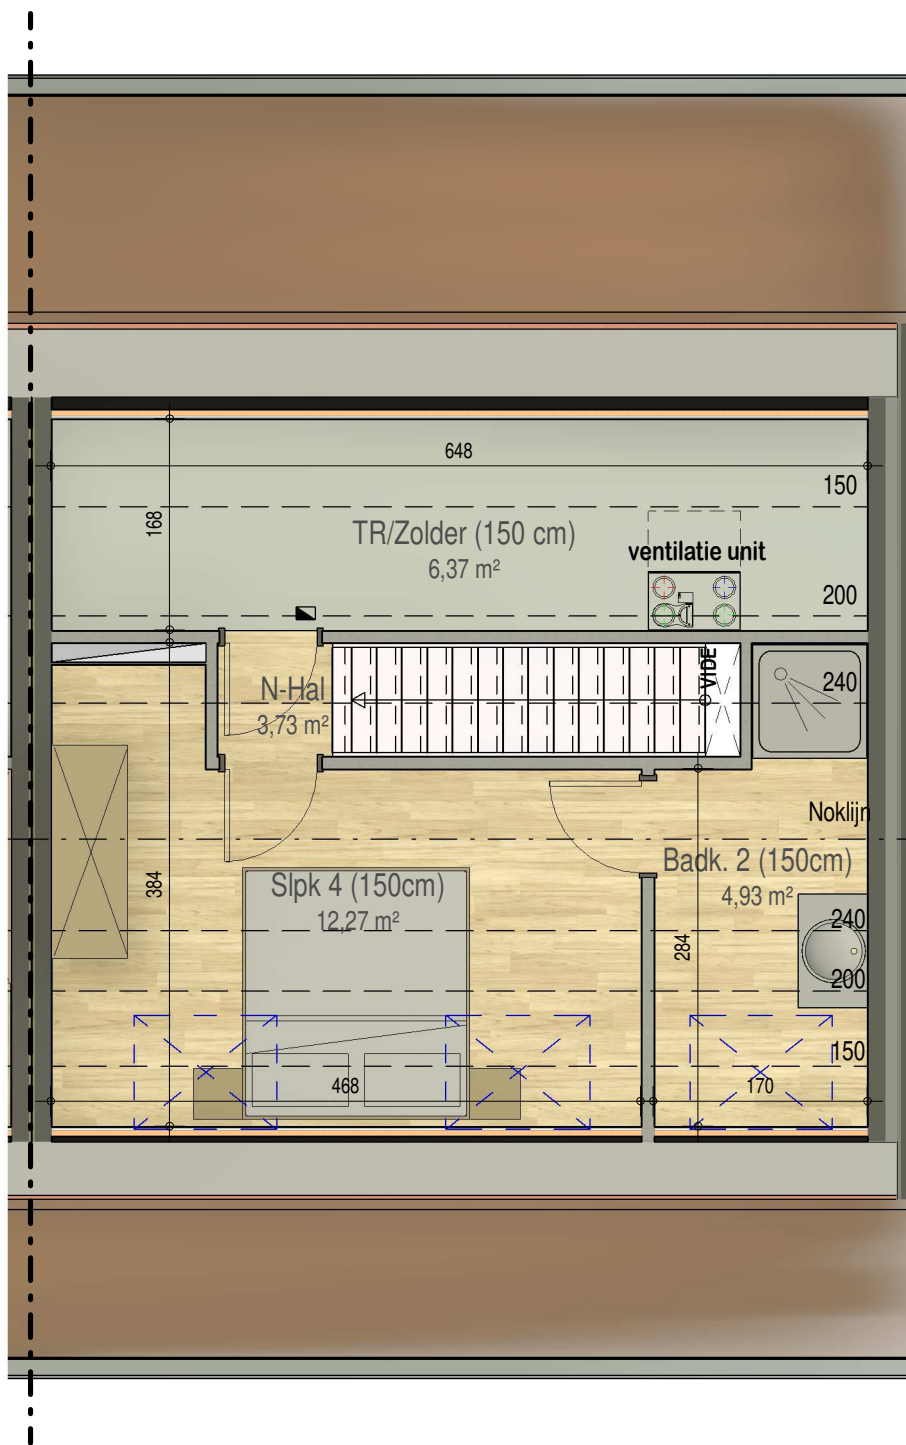 648
150
168
TR/Zolder (150 cm)
6,37 m²
ventilatie unit
200
VIDE
N-Hal
3,73 m²
240
Noklijn
Badk. 2 (150cm)
4,93 m²
Slpk 4 (150cm)
12,27 m²
384
240
284
200
150
468
170